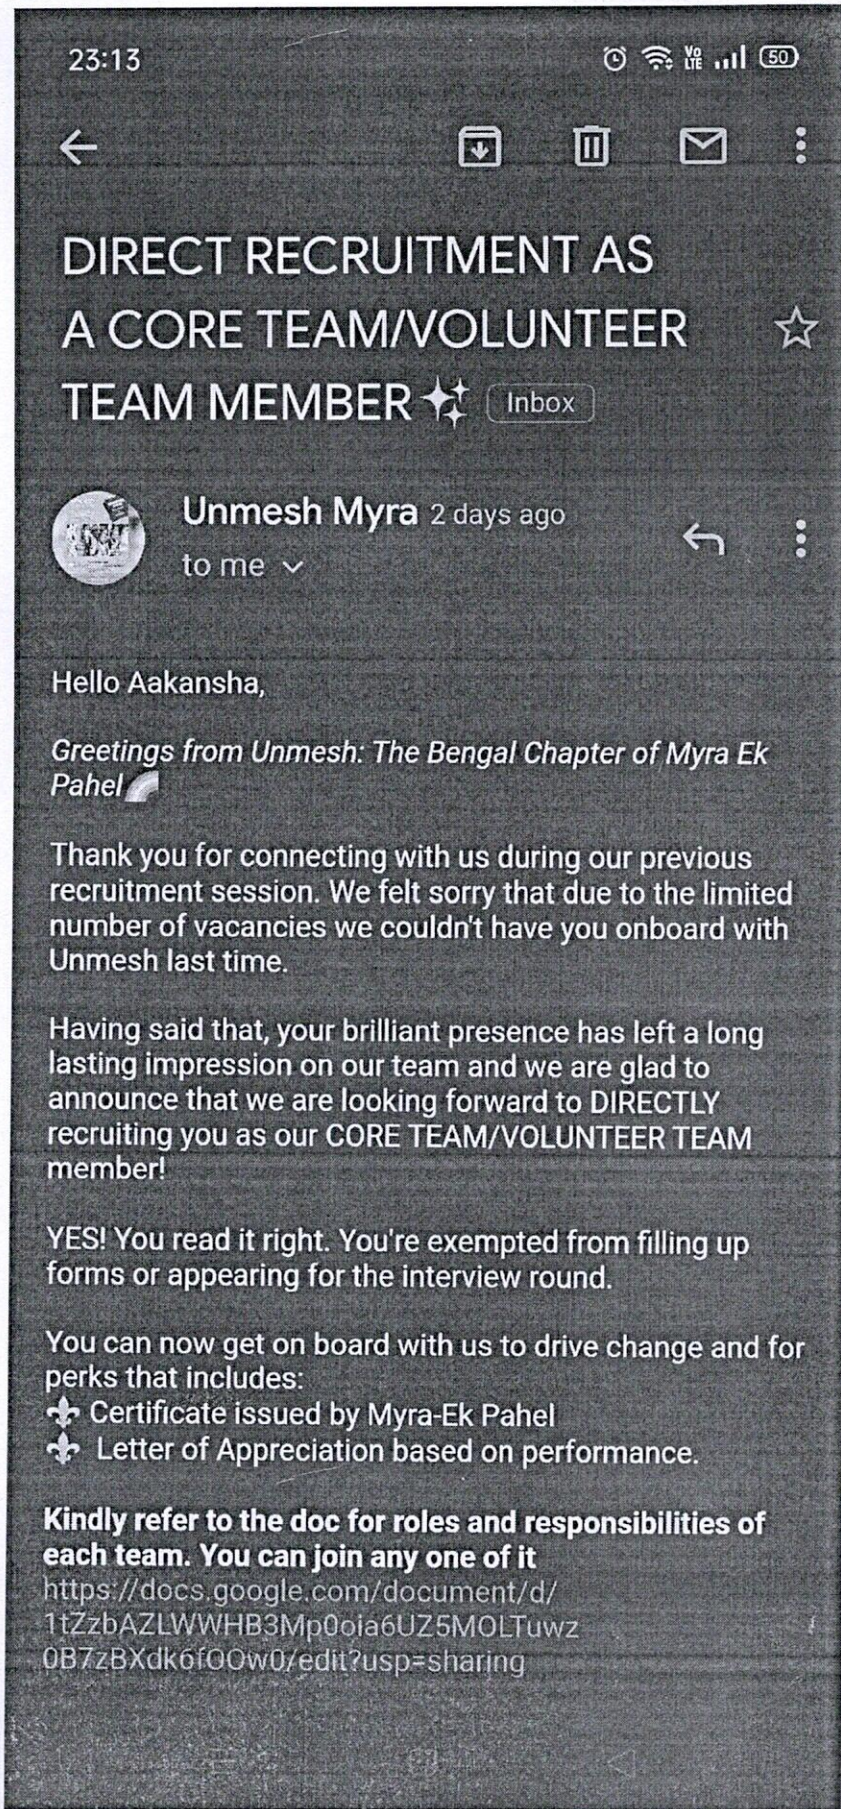 23:13
Vo LTE 50
DIRECT RECRUITMENT AS
A CORE TEAM/VOLUNTEER
TEAM MEMBER✨ Inbox
Unmesh Myra 2 days ago
to me
Hello Aakansha,
Greetings from Unmesh: The Bengal Chapter of Myra Ek
Pahel🌈
Thank you for connecting with us during our previous
recruitment session. We felt sorry that due to the limited
number of vacancies we couldn't have you onboard with
Unmesh last time.
Having said that, your brilliant presence has left a long
lasting impression on our team and we are glad to
announce that we are looking forward to DIRECTLY
recruiting you as our CORE TEAM/VOLUNTEER TEAM
member!
YES! You read it right. You're exempted from filling up
forms or appearing for the interview round.
You can now get on board with us to drive change and for
perks that includes:
⚜ Certificate issued by Myra-Ek Pahel
⚜ Letter of Appreciation based on performance.
Kindly refer to the doc for roles and responsibilities of
each team. You can join any one of it
https://docs.google.com/document/d/
1tZzbAZLWWHB3Mp0oia6UZ5MOLTuwz
0B7zBXdk6fOOw0/edit?usp=sharing